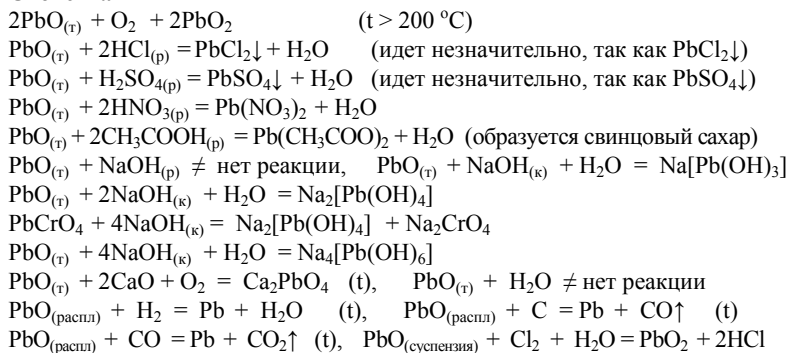 2PbO₍т₎ + O₂ + 2PbO₂ (t > 200 °C)
PbO₍т₎ + 2HCl₍р₎ = PbCl₂↓ + H₂O (идет незначительно, так как PbCl₂↓)
PbO₍т₎ + H₂SO₄₍р₎ = PbSO₄↓ + H₂O (идет незначительно, так как PbSO₄↓)
PbO₍т₎ + 2HNO₃₍р₎ = Pb(NO₃)₂ + H₂O
PbO₍т₎ + 2CH₃COOH₍р₎ = Pb(CH₃COO)₂ + H₂O (образуется свинцовый сахар)
PbO₍т₎ + NaOH₍р₎ ≠ нет реакции, PbO₍т₎ + NaOH₍к₎ + H₂O = Na[Pb(OH)₃]
PbO₍т₎ + 2NaOH₍к₎ + H₂O = Na₂[Pb(OH)₄]
PbCrO₄ + 4NaOH₍к₎ = Na₂[Pb(OH)₄] + Na₂CrO₄
PbO₍т₎ + 4NaOH₍к₎ + H₂O = Na₄[Pb(OH)₆]
PbO₍т₎ + 2CaO + O₂ = Ca₂PbO₄ (t), PbO₍т₎ + H₂O ≠ нет реакции
PbO₍распл₎ + H₂ = Pb + H₂O (t), PbO₍распл₎ + C = Pb + CO↑ (t)
PbO₍распл₎ + CO = Pb + CO₂↑ (t), PbO₍суспензия₎ + Cl₂ + H₂O = PbO₂ + 2HCl